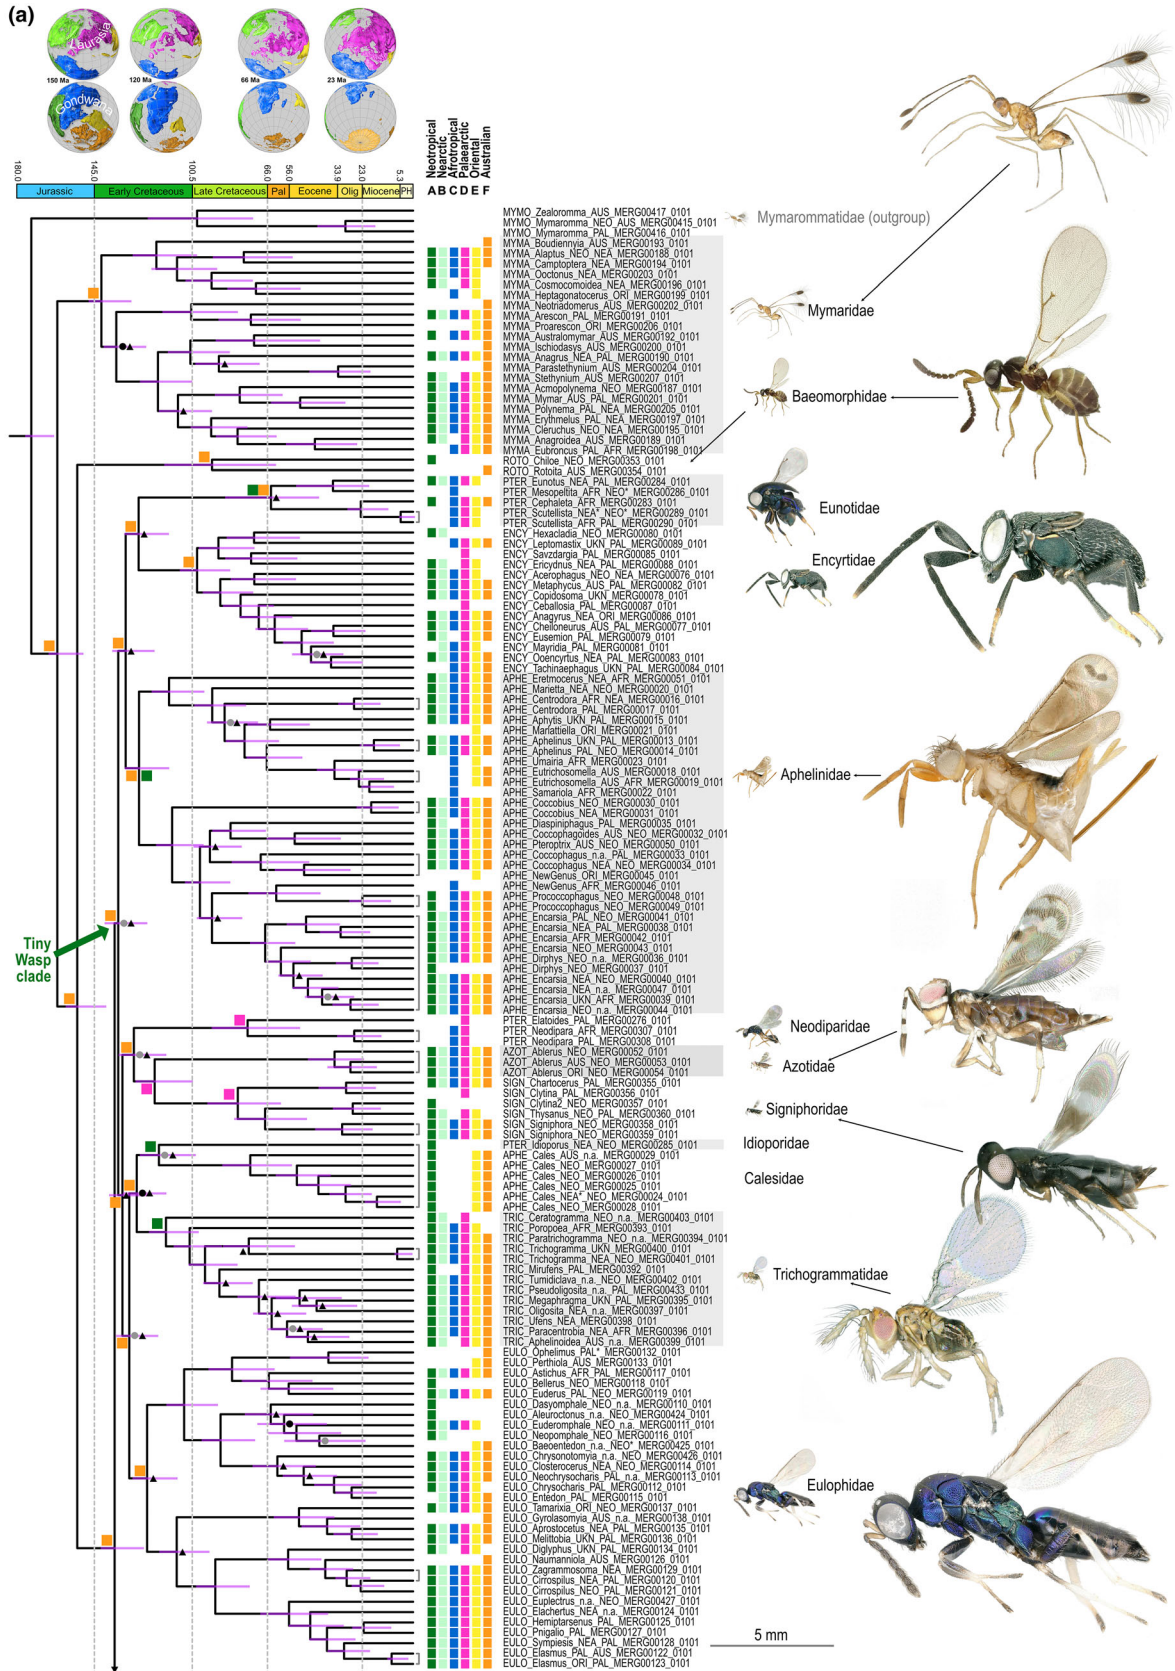 (a)
Laurasia
150 Ma
120 Ma
66 Ma
23 Ma
Gondwana
Neotropical
Nearctic
Afrotropical
Palaearctic
Oriental
Australian
180.0
145.0
100.5
66.0
56.0
33.9
23.0
5.3
A B C D E F
Jurassic
Early Cretaceous
Late Cretaceous
Pal
Eocene
Olig
Miocene
PH
MYMO_Zealoromma_AUS_MERG00417_0101
MYMO_Mymaromma_NEO_AUS_MERG00415_0101
MYMO_Mymaromma_PAL_MERG00416_0101
MYMA_Boudiennyia_AUS_MERG00193_0101
MYMA_Alaptus_NEO_NEA_MERG00188_0101
MYMA_Camptoptera_NEA_MERG00194_0101
MYMA_Ooctonus_NEA_MERG00203_0101
MYMA_Cosmocomoidea_NEA_MERG00196_0101
MYMA_Heptagonatocerus_ORI_MERG00199_0101
MYMA_Neotriadomerus_AUS_MERG00202_0101
MYMA_Arescon_PAL_MERG00191_0101
MYMA_Proarescon_ORI_MERG00206_0101
MYMA_Australomymar_AUS_MERG00192_0101
MYMA_Ischiodasys_AUS_MERG00200_0101
MYMA_Anagrus_NEA_PAL_MERG00190_0101
MYMA_Parastethynium_AUS_MERG00204_0101
MYMA_Stethynium_AUS_MERG00207_0101
MYMA_Acmopolynema_NEO_MERG00187_0101
MYMA_Mymar_AUS_PAL_MERG00201_0101
MYMA_Polynema_PAL_NEA_MERG00205_0101
MYMA_Erythmelus_PAL_NEA_MERG00197_0101
MYMA_Cleruchus_NEO_NEA_MERG00195_0101
MYMA_Anagroidea_AUS_MERG00189_0101
MYMA_Eubroncus_PAL_AFR_MERG00198_0101
ROTO_Chiloe_NEO_MERG00353_0101
ROTO_Rotoita_AUS_MERG00354_0101
PTER_Eunotus_NEA_PAL_MERG00284_0101
PTER_Mesopeltita_AFR_NEO*_MERG00286_0101
PTER_Cephaleta_AFR_MERG00283_0101
PTER_Scutellista_NEA*_NEO*_MERG00289_0101
PTER_Scutellista_AFR_PAL_MERG00290_0101
ENCY_Hexacladia_NEO_MERG00080_0101
ENCY_Leptomastix_UKN_PAL_MERG00089_0101
ENCY_Savzdargia_PAL_MERG00085_0101
ENCY_Ericydnus_NEA_PAL_MERG00088_0101
ENCY_Acerophagus_NEO_NEA_MERG00076_0101
ENCY_Metaphycus_AUS_PAL_MERG00082_0101
ENCY_Copidosoma_UKN_MERG00078_0101
ENCY_Ceballosia_PAL_MERG00087_0101
ENCY_Anagyrus_NEA_ORI_MERG00086_0101
ENCY_Cheiloneurus_AUS_PAL_MERG00077_0101
ENCY_Eusemion_PAL_MERG00079_0101
ENCY_Mayridia_PAL_MERG00081_0101
ENCY_Ooencyrtus_NEA_PAL_MERG00083_0101
ENCY_Tachinaephagus_UKN_PAL_MERG00084_0101
APHE_Eretmocerus_NEA_AFR_MERG00051_0101
APHE_Marietta_NEA_NEO_MERG00020_0101
APHE_Centrodora_AFR_NEA_MERG00016_0101
APHE_Centrodora_PAL_MERG00017_0101
APHE_Aphytis_UKN_PAL_MERG00015_0101
APHE_Marlattiella_ORI_MERG00021_0101
APHE_Aphelinus_UKN_PAL_MERG00013_0101
APHE_Aphelinus_PAL_NEO_MERG00014_0101
APHE_Umairia_AFR_MERG00023_0101
APHE_Eutrichosomella_AUS_MERG00018_0101
APHE_Eutrichosomella_AUS_AFR_MERG00019_0101
APHE_Samariola_AFR_MERG00022_0101
APHE_Coccobius_NEO_MERG00030_0101
APHE_Coccobius_NEA_MERG00031_0101
APHE_Diaspiniphagus_PAL_MERG00035_0101
APHE_Coccophagoides_AUS_NEO_MERG00032_0101
APHE_Pteroptrix_AUS_NEO_MERG00050_0101
APHE_Coccophagus_n.a._PAL_MERG00033_0101
APHE_Coccophagus_NEA_NEO_MERG00034_0101
APHE_NewGenus_ORI_MERG00045_0101
APHE_NewGenus_AFR_MERG00046_0101
APHE_Prococcophagus_NEO_MERG00048_0101
APHE_Prococcophagus_NEO_MERG00049_0101
APHE_Encarsia_PAL_NEO_MERG00041_0101
APHE_Encarsia_NEA_PAL_MERG00038_0101
APHE_Encarsia_AFR_MERG00042_0101
APHE_Encarsia_NEO_MERG00043_0101
APHE_Dirphys_NEO_n.a._MERG00036_0101
APHE_Dirphys_NEO_MERG00037_0101
APHE_Encarsia_NEA_NEO_MERG00040_0101
APHE_Encarsia_NEA_n.a._MERG00047_0101
APHE_Encarsia_UKN_AFR_MERG00039_0101
APHE_Encarsia_NEO_n.a._MERG00044_0101
PTER_Elatoides_PAL_MERG00276_0101
PTER_Neodipara_AFR_MERG00307_0101
PTER_Neodipara_PAL_MERG00308_0101
AZOT_Ablerus_NEO_MERG00052_0101
AZOT_Ablerus_AUS_NEO_MERG00053_0101
AZOT_Ablerus_ORI_NEO_MERG00054_0101
SIGN_Chartocerus_PAL_MERG00355_0101
SIGN_Clytina_PAL_MERG00356_0101
SIGN_Clytina2_NEO_MERG00357_0101
SIGN_Thysanus_NEO_PAL_MERG00360_0101
SIGN_Signiphora_NEO_MERG00358_0101
SIGN_Signiphora_NEO_MERG00359_0101
PTER_Idioporus_NEA_NEO_MERG00285_0101
APHE_Cales_AUS_n.a._MERG00029_0101
APHE_Cales_NEO_MERG00027_0101
APHE_Cales_NEO_MERG00026_0101
APHE_Cales_NEO_MERG00025_0101
APHE_Cales_NEA*_NEO_MERG00024_0101
APHE_Cales_NEO_MERG00028_0101
TRIC_Ceratogramma_NEO_n.a._MERG00403_0101
TRIC_Poropoea_AFR_MERG00393_0101
TRIC_Paratrichogramma_NEO_n.a._MERG00394_0101
TRIC_Trichogramma_UKN_MERG00400_0101
TRIC_Trichogramma_NEA_NEO_MERG00401_0101
TRIC_Mirufens_PAL_MERG00392_0101
TRIC_Tumidiclava_n.a._NEO_MERG00402_0101
TRIC_Pseudoligosita_n.a._PAL_MERG00433_0101
TRIC_Megaphragma_UKN_PAL_MERG00395_0101
TRIC_Oligosita_NEA_n.a._MERG00397_0101
TRIC_Ufens_NEA_MERG00398_0101
TRIC_Paracentrobia_NEA_AFR_MERG00396_0101
TRIC_Aphelinoidea_AUS_n.a._MERG00399_0101
EULO_Ophelimus_PAL*_MERG00132_0101
EULO_Perthiola_AUS_MERG00133_0101
EULO_Astichus_AFR_PAL_MERG00117_0101
EULO_Bellerus_NEO_MERG00118_0101
EULO_Euderus_PAL_NEO_MERG00119_0101
EULO_Dasyomphale_NEO_n.a._MERG00110_0101
EULO_Aleuroctonus_n.a._NEO_MERG00424_0101
EULO_Euderomphale_NEO_n.a._MERG00111_0101
EULO_Neopomphale_NEO_MERG00116_0101
EULO_Baeoentedon_n.a._NEO*_MERG00425_0101
EULO_Chrysonotomyia_n.a._NEO_MERG00426_0101
EULO_Closterocerus_NEA_NEO_MERG00114_0101
EULO_Neochrysocharis_PAL_n.a._MERG00113_0101
EULO_Chrysocharis_PAL_MERG00112_0101
EULO_Entedon_PAL_MERG00115_0101
EULO_Tamarixia_ORI_NEO_MERG00137_0101
EULO_Gyrolasomyia_AUS_n.a._MERG00138_0101
EULO_Aprostocetus_NEA_PAL_MERG00135_0101
EULO_Melittobia_UKN_PAL_MERG00136_0101
EULO_Diglyphus_UKN_PAL_MERG00134_0101
EULO_Naumanniola_AUS_MERG00126_0101
EULO_Zagrammosoma_NEA_MERG00129_0101
EULO_Cirrospilus_NEA_PAL_MERG00120_0101
EULO_Cirrospilus_NEO_PAL_MERG00121_0101
EULO_Euplectrus_n.a._NEO_MERG00427_0101
EULO_Elachertus_NEA_n.a._MERG00124_0101
EULO_Hemiptarsenus_PAL_MERG00125_0101
EULO_Pnigalio_PAL_MERG00127_0101
EULO_Sympiesis_NEA_PAL_MERG00128_0101
EULO_Elasmus_PAL_AUS_MERG00122_0101
EULO_Elasmus_ORI_PAL_MERG00123_0101
Tiny
Wasp
clade
Mymarommatidae (outgroup)
Mymaridae
Baeomorphidae
Eunotidae
Encyrtidae
Aphelinidae
Neodiparidae
Azotidae
Signiphoridae
Idioporidae
Calesidae
Trichogrammatidae
Eulophidae
5 mm